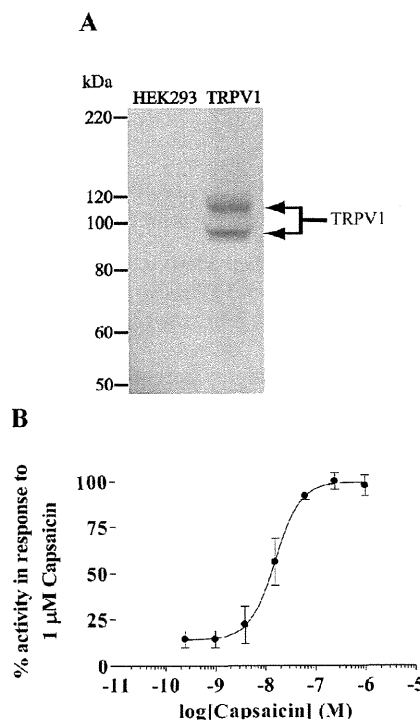 A
kDa HEK293 TRPV1
220
120
100
TRPV1
80
60
50
B
% activity in response to
1 μM Capsaicin
100
75
50
25
0
-11 -10 -9 -8 -7 -6 -5
log[Capsaicin] (M)